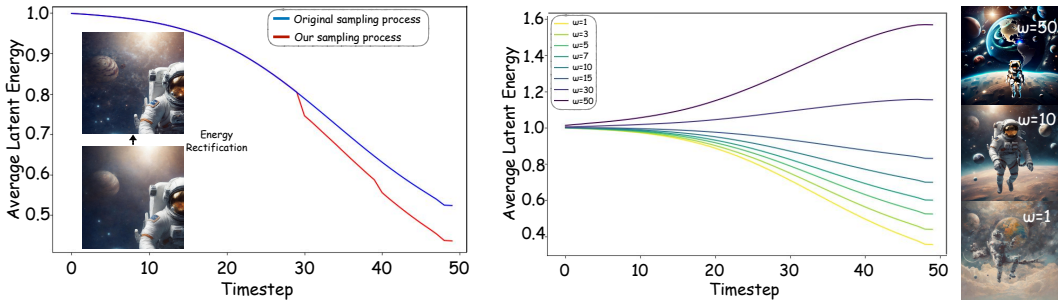 Average Latent Energy
1.0
0.9
0.8
0.7
0.6
0.5
Original sampling process
Our sampling process
Energy
Rectification
0
10
20
30
40
50
Timestep
Average Latent Energy
1.6
1.4
1.2
1.0
0.8
0.6
0.4
ω=1
ω=3
ω=5
ω=7
ω=10
ω=15
ω=30
ω=50
0
10
20
30
40
50
Timestep
ω=50
ω=10
ω=1